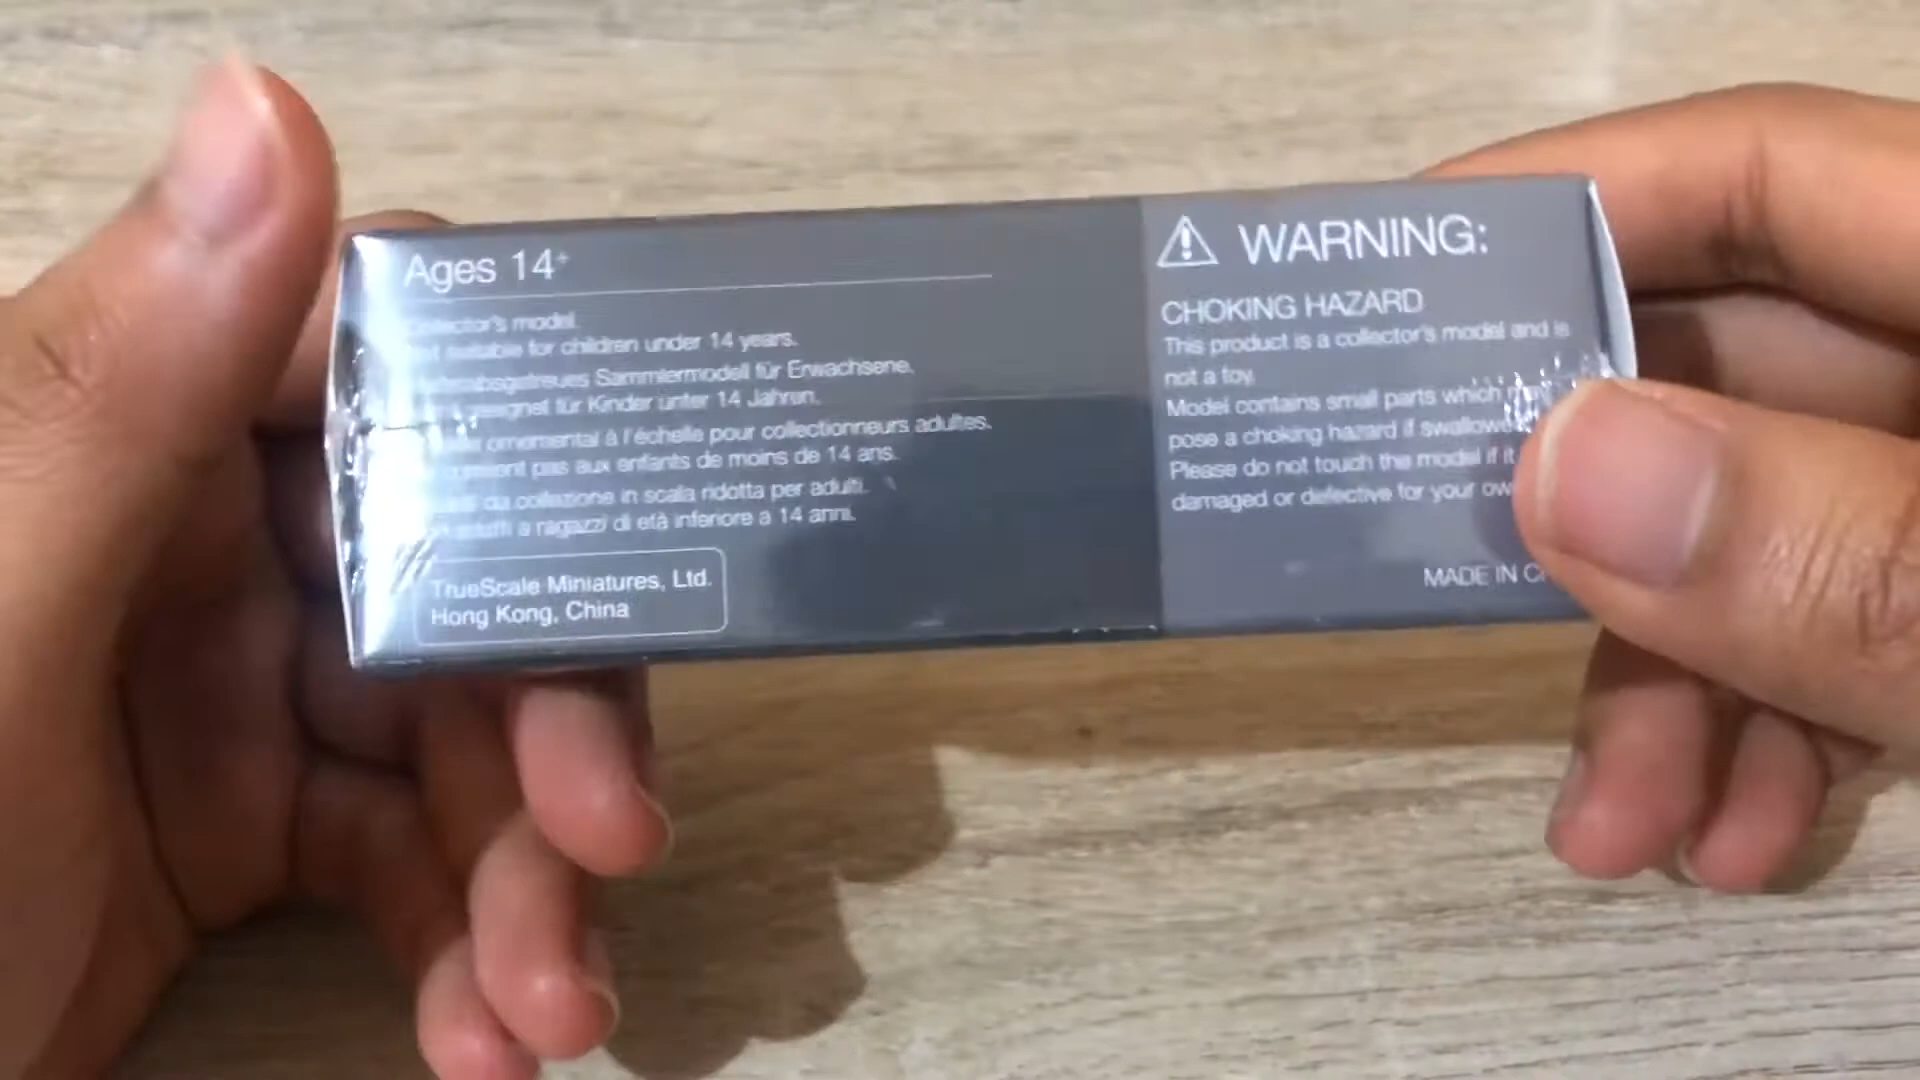 Ages 14+
Collector's model.
suitable for children under 14 years.
Sammlermodell für Erwachsene.
für Kinder unter 14 Jahren.
ornemental à l'échelle pour collectionneurs adultes.
pas aux enfants de moins de 14 ans.
da collezione in scala ridotta per adulti.
a ragazzi di età inferiore a 14 anni.
TrueScale Miniatures, Ltd.
Hong Kong, China
WARNING:
CHOKING HAZARD
This product is a collector's model and is
not a toy.
Model contains small parts which
pose a choking hazard if swallowe
Please do not touch the model if it
damaged or defective for your ow
MADE IN C